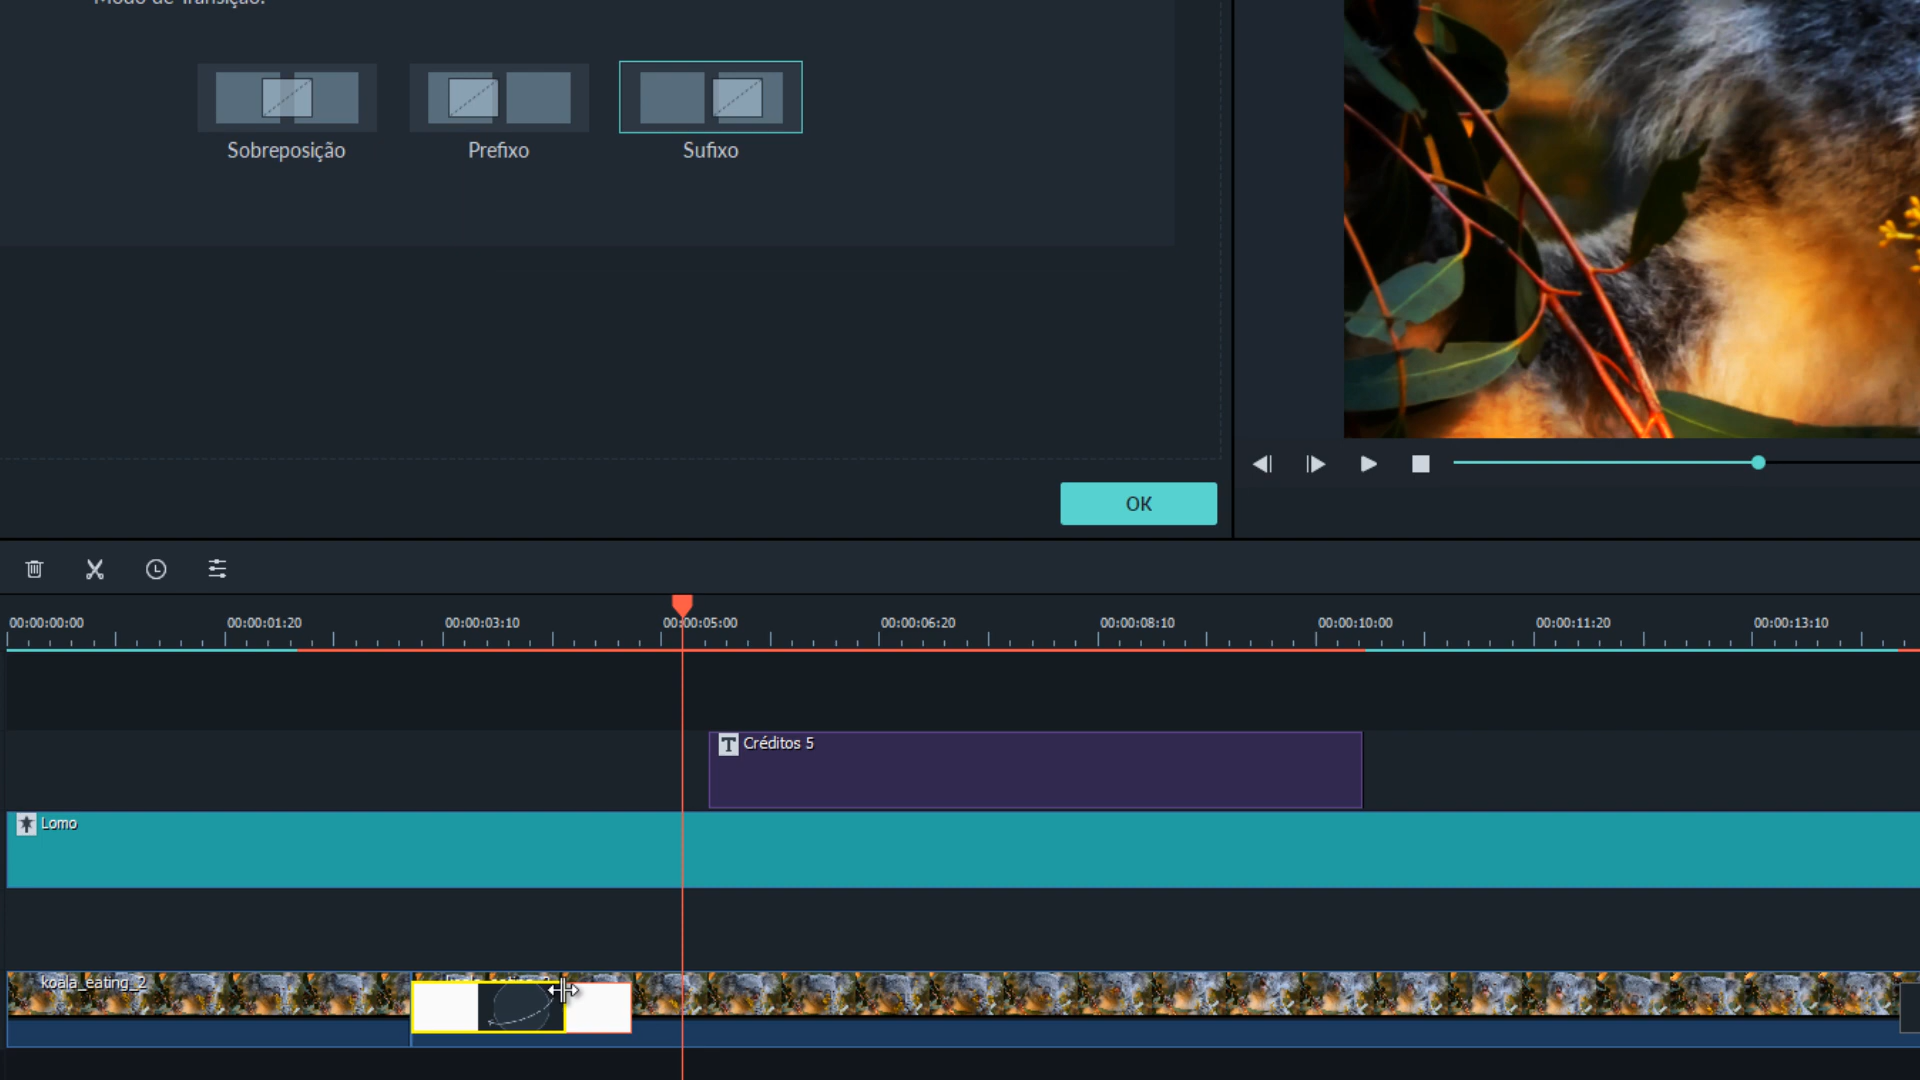 Modo de Transição:
Sobreposição
Prefixo
Sufixo
OK
00:00:00:00
00:00:01:20
00:00:03:10
00:00:05:00
00:00:06:20
00:00:08:10
00:00:10:00
00:00:11:20
00:00:13:10
T Créditos 5
Lomo
koala_eating_2